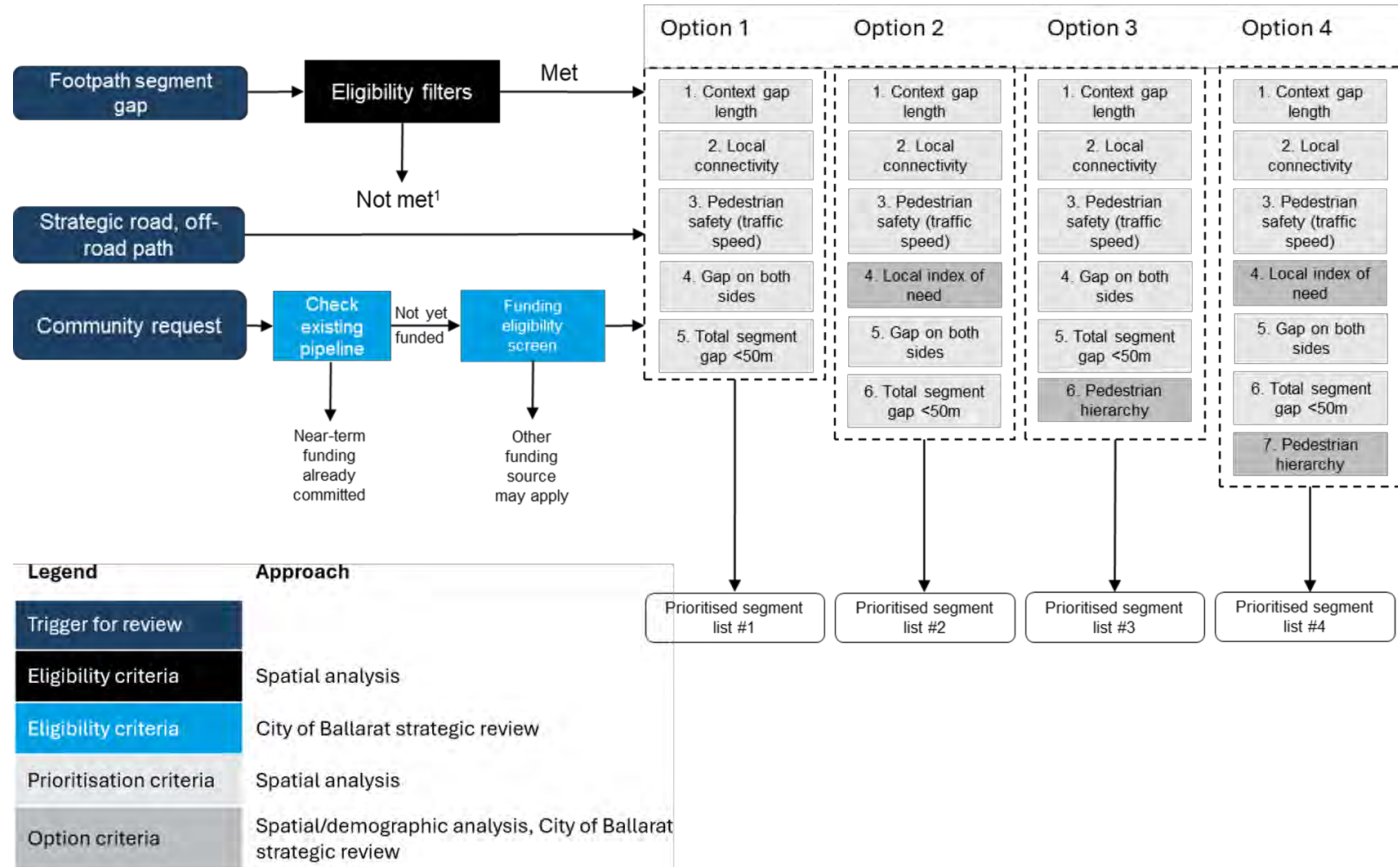 Option 1
Option 2
Option 3
Option 4
Footpath segment
gap
Eligibility filters
Met
Not met¹
Strategic road, off-
road path
Community request
Check
existing
pipeline
Not yet
funded
Funding
eligibility
screen
Near-term
funding
already
committed
Other
funding
source
may apply
1. Context gap
length
2. Local
connectivity
3. Pedestrian
safety (traffic
speed)
4. Gap on both
sides
5. Total segment
gap <50m
1. Context gap
length
2. Local
connectivity
3. Pedestrian
safety (traffic
speed)
4. Local index of
need
5. Gap on both
sides
6. Total segment
gap <50m
1. Context gap
length
2. Local
connectivity
3. Pedestrian
safety (traffic
speed)
4. Gap on both
sides
5. Total segment
gap <50m
6. Pedestrian
hierarchy
1. Context gap
length
2. Local
connectivity
3. Pedestrian
safety (traffic
speed)
4. Local index of
need
5. Gap on both
sides
6. Total segment
gap <50m
7. Pedestrian
hierarchy
Prioritised segment
list #1
Prioritised segment
list #2
Prioritised segment
list #3
Prioritised segment
list #4
Legend Approach
Trigger for review
Eligibility criteria Spatial analysis
Eligibility criteria City of Ballarat strategic review
Prioritisation criteria Spatial analysis
Option criteria Spatial/demographic analysis, City of Ballarat
strategic review